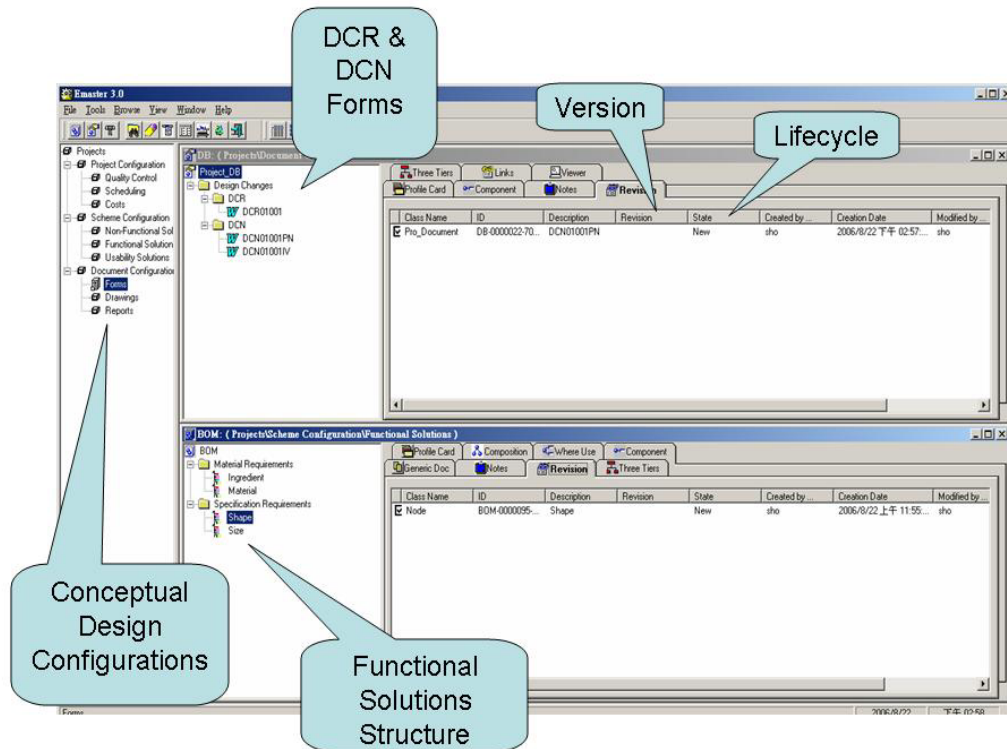 DCR &
DCN
Forms
Version
Lifecycle
Emaster 3.0
File Tools Browse View Window Help
Projects
Project Configuration
Quality Control
Scheduling
Costs
Scheme Configuration
Non-Functional Sol
Functional Solution
Usability Solutions
Document Configuration
Forms
Drawings
Reports
DB: ( Projects\Document
Project_DB
Design Changes
DCR
DCR01001
DCN
DCN01001PN
DCN01001IV
Three Tiers Links Viewer
Profile Card Component Notes Revision
Class Name ID Description Revision State Created by ... Creation Date Modified by ...
Pro_Document DB-0000022-70... DCN01001PN New sho 2006/8/22 下午 02:57:... sho
BOM: ( Projects\Scheme Configuration\Functional Solutions )
BOM
Material Requirements
Ingredient
Material
Specification Requirements
Shape
Size
Profile Card Composition Where Use Component
Generic Doc Notes Revision Three Tiers
Class Name ID Description Revision State Created by ... Creation Date Modified by ...
Node BOM-0000095-... Shape New sho 2006/8/22 上午 11:55:... sho
Conceptual
Design
Configurations
Functional
Solutions
Structure
Forms 2006/8/22 下午 02:58